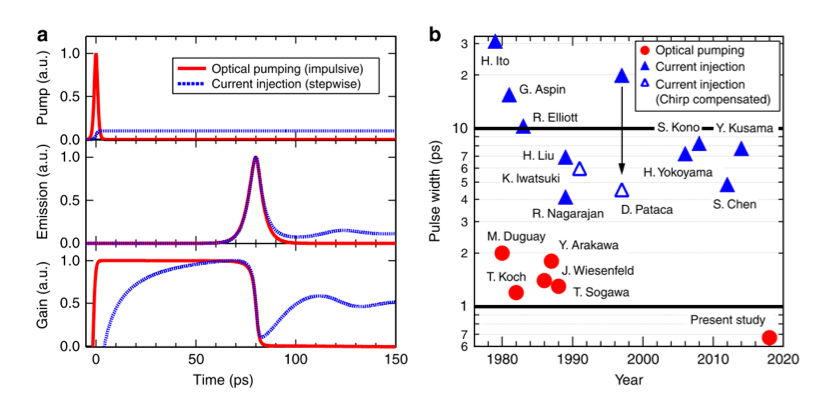 a
Pump (a.u.)
1.0
0.5
0.0
Optical pumping (impulsive)
Current injection (stepwise)
Emission (a.u.)
1.0
0.5
0.0
Gain (a.u.)
1.0
0.5
0.0
0 50 100 150
Time (ps)
b
Pulse width (ps)
3
2
10
7
6
5
4
3
2
1
7
6
Optical pumping
Current injection
Current injection
(Chirp compensated)
H. Ito
G. Aspin
R. Elliott
S. Kono
Y. Kusama
H. Liu
K. Iwatsuki
H. Yokoyama
R. Nagarajan
D. Pataca
S. Chen
M. Duguay
Y. Arakawa
T. Koch
J. Wiesenfeld
T. Sogawa
Present study
1980 1990 2000 2010 2020
Year